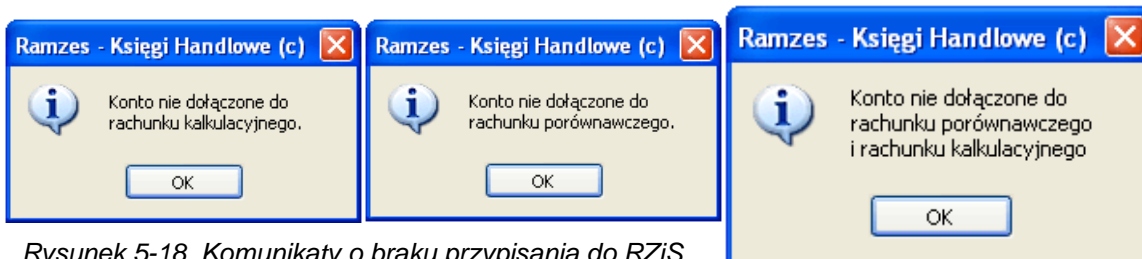 Ramzes - Księgi Handlowe (c)
Konto nie dołączone do
rachunku kalkulacyjnego.
OK
Ramzes - Księgi Handlowe (c)
Konto nie dołączone do
rachunku porównawczego.
OK
Ramzes - Księgi Handlowe (c)
Konto nie dołączone do
rachunku porównawczego
i rachunku kalkulacyjnego
OK
Rysunek 5-18. Komunikaty o braku przypisania do RZiS